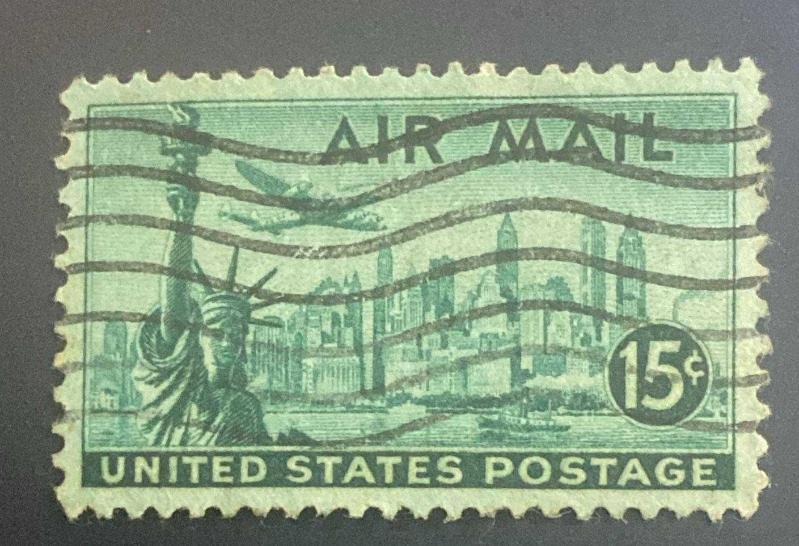 AIR MAIL
15¢
UNITED STATES POSTAGE